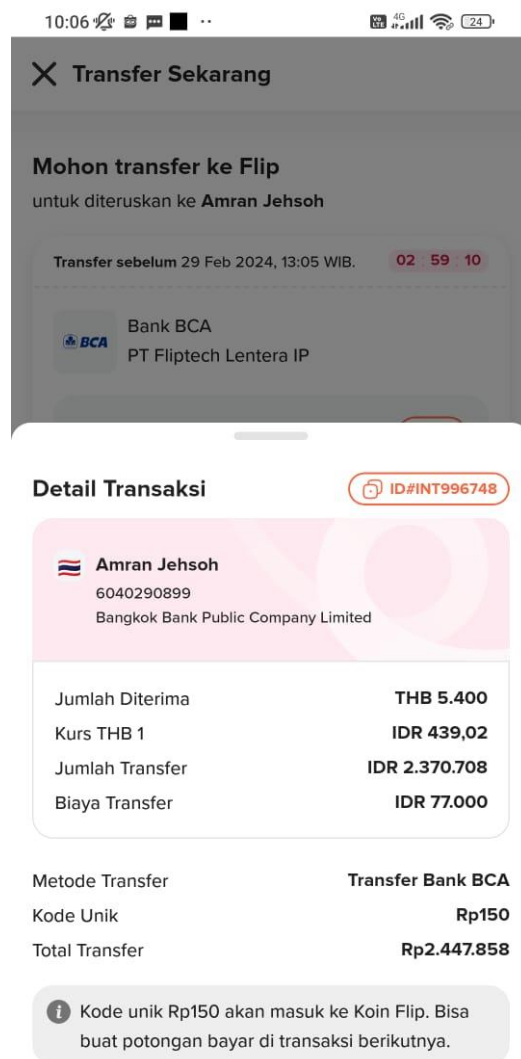 10:06
VoLTE 4G 24
Transfer Sekarang
Mohon transfer ke Flip
untuk diteruskan ke Amran Jehsoh
Transfer sebelum 29 Feb 2024, 13:05 WIB. 02 : 59 : 10
BCA
Bank BCA
PT Fliptech Lentera IP
Detail Transaksi
ID#INT996748
Amran Jehsoh
6040290899
Bangkok Bank Public Company Limited
Jumlah Diterima THB 5.400
Kurs THB 1 IDR 439,02
Jumlah Transfer IDR 2.370.708
Biaya Transfer IDR 77.000
Metode Transfer Transfer Bank BCA
Kode Unik Rp150
Total Transfer Rp2.447.858
Kode unik Rp150 akan masuk ke Koin Flip. Bisa
buat potongan bayar di transaksi berikutnya.